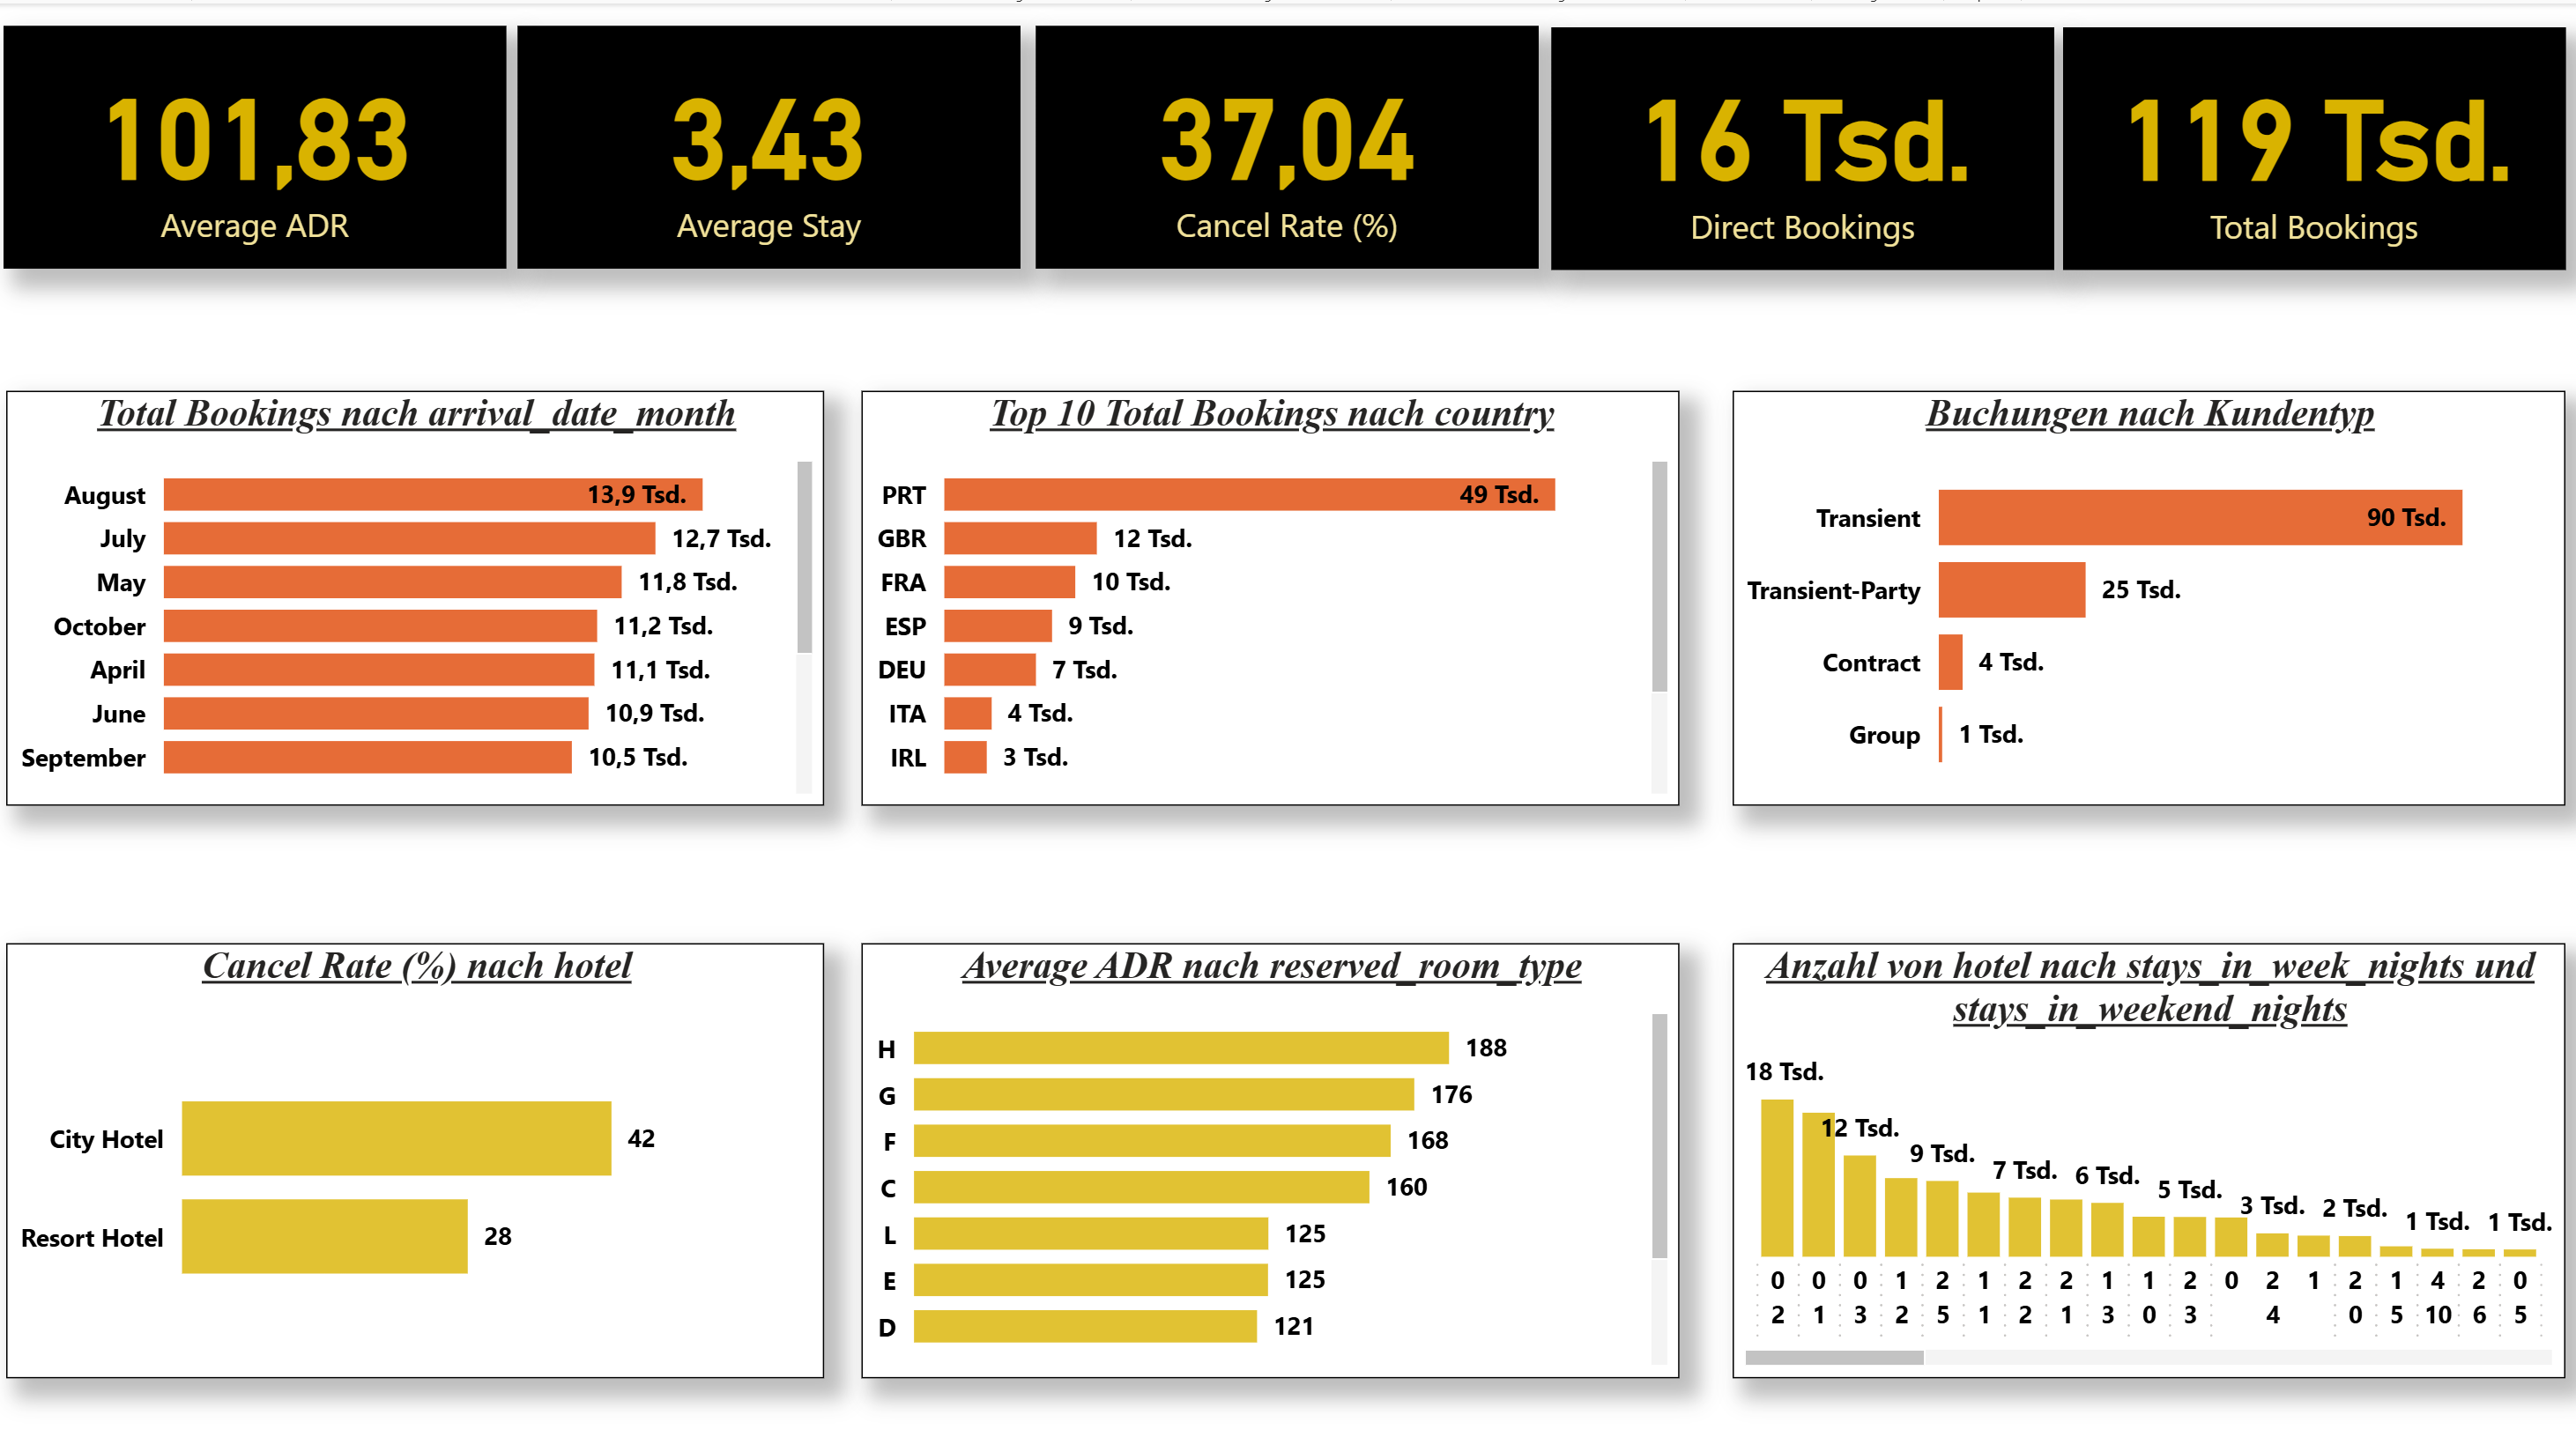 101,83
Average ADR
3,43
Average Stay
37,04
Cancel Rate (%)
16 Tsd.
Direct Bookings
119 Tsd.
Total Bookings
Total Bookings nach arrival_date_month
August 13,9 Tsd.
July 12,7 Tsd.
May 11,8 Tsd.
October 11,2 Tsd.
April 11,1 Tsd.
June 10,9 Tsd.
September 10,5 Tsd.
Top 10 Total Bookings nach country
PRT 49 Tsd.
GBR 12 Tsd.
FRA 10 Tsd.
ESP 9 Tsd.
DEU 7 Tsd.
ITA 4 Tsd.
IRL 3 Tsd.
Buchungen nach Kundentyp
Transient 90 Tsd.
Transient-Party 25 Tsd.
Contract 4 Tsd.
Group 1 Tsd.
Cancel Rate (%) nach hotel
City Hotel 42
Resort Hotel 28
Average ADR nach reserved_room_type
H 188
G 176
F 168
C 160
L 125
E 125
D 121
Anzahl von hotel nach stays_in_week_nights und
stays_in_weekend_nights
18 Tsd. 12 Tsd. 9 Tsd. 7 Tsd. 6 Tsd. 5 Tsd. 3 Tsd. 2 Tsd. 1 Tsd. 1 Tsd.
0 0 0 1 2 1 2 2 1 1 2 0 2 1 2 1 4 2 0
2 1 3 2 5 1 2 1 3 0 3 4 0 5 10 6 5